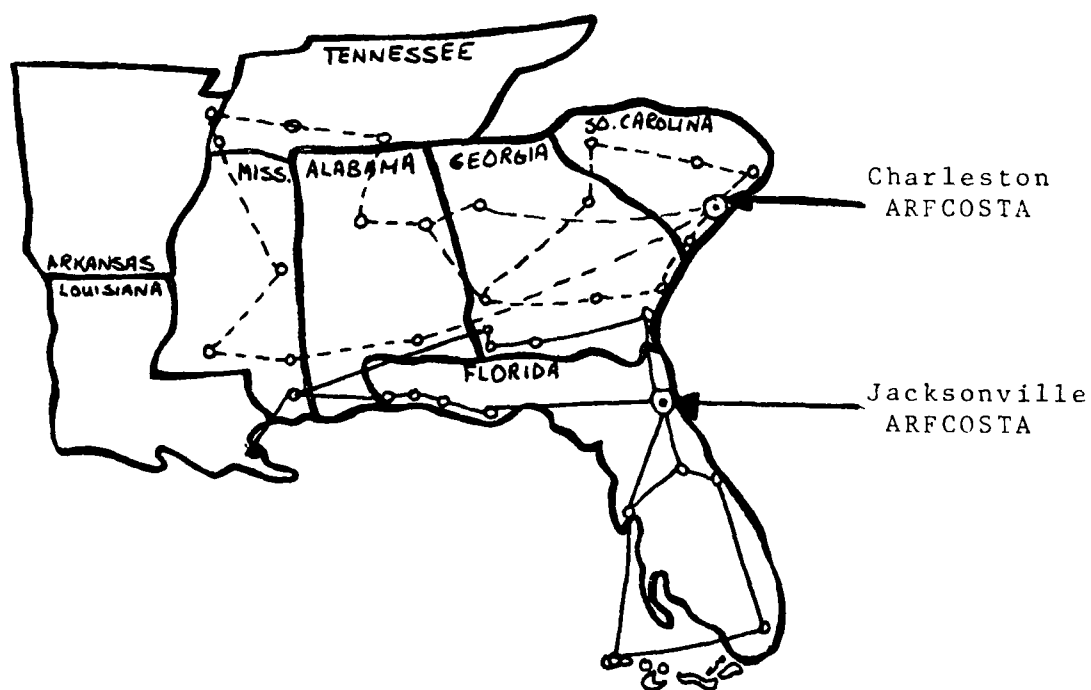 TENNESSEE
SO. CAROLINA
MISS.
ALABAMA
GEORGIA
Charleston
ARFCOSTA
ARKANSAS
LOUISIANA
FLORIDA
Jacksonville
ARFCOSTA